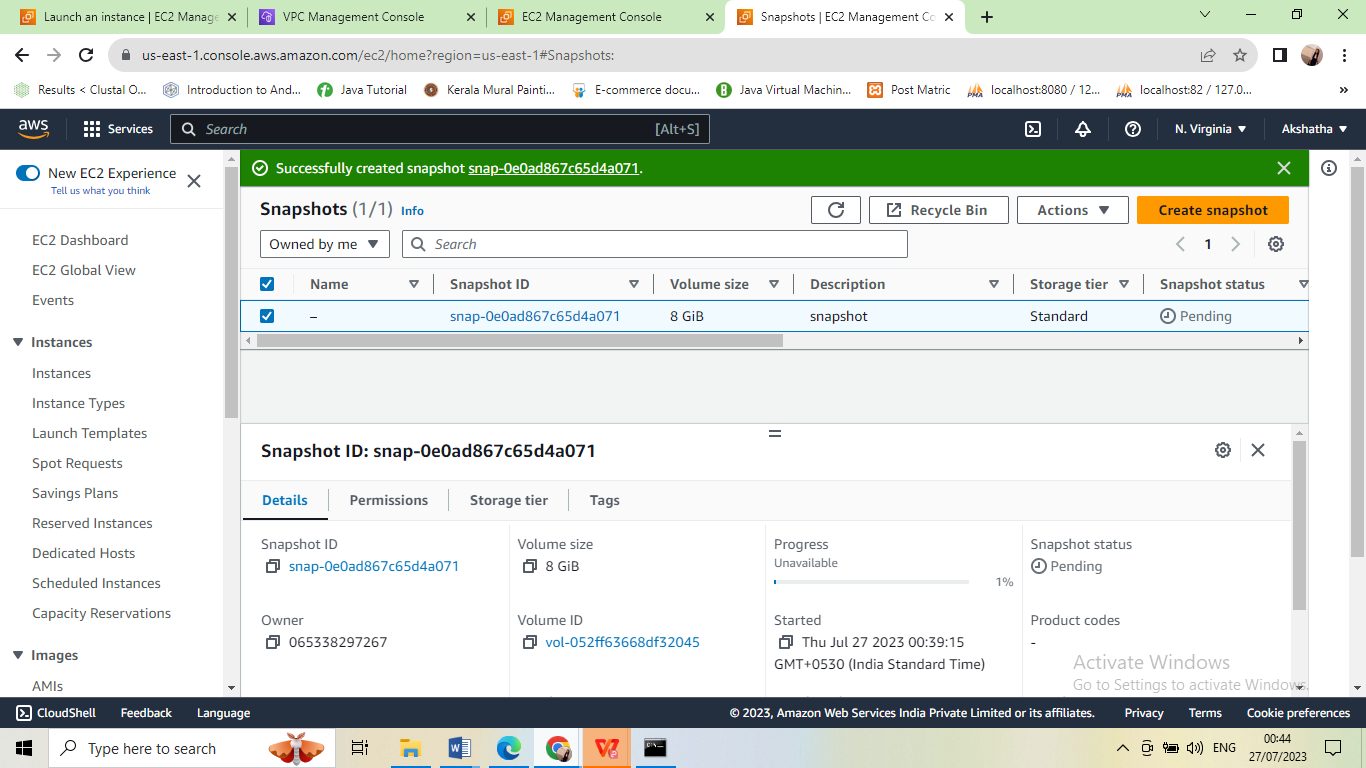 Launch an instance | EC2 Manage
VPC Management Console
EC2 Management Console
Snapshots | EC2 Management Co
us-east-1.console.aws.amazon.com/ec2/home?region=us-east-1#Snapshots:
Results < Clustal O...
Introduction to And...
Java Tutorial
Kerala Mural Painti...
E-commerce docu...
Java Virtual Machin...
Post Matric
localhost:8080 / 12...
localhost:82 / 127.0...
»
aws
Services
Search
[Alt+S]
N. Virginia
Akshatha
New EC2 Experience
Tell us what you think
EC2 Dashboard
EC2 Global View
Events
Instances
Instances
Instance Types
Launch Templates
Spot Requests
Savings Plans
Reserved Instances
Dedicated Hosts
Scheduled Instances
Capacity Reservations
Images
AMIs
Successfully created snapshot snap-0e0ad867c65d4a071.
Snapshots (1/1) Info
Recycle Bin
Actions
Create snapshot
Owned by me
Search
1
Name
Snapshot ID
Volume size
Description
Storage tier
Snapshot status
–
snap-0e0ad867c65d4a071
8 GiB
snapshot
Standard
Pending
Snapshot ID: snap-0e0ad867c65d4a071
Details
Permissions
Storage tier
Tags
Snapshot ID
snap-0e0ad867c65d4a071
Volume size
8 GiB
Progress
Unavailable
1%
Snapshot status
Pending
Owner
065338297267
Volume ID
vol-052ff63668df32045
Started
Thu Jul 27 2023 00:39:15
GMT+0530 (India Standard Time)
Product codes
-
Activate Windows
Go to Settings to activate Windows.
CloudShell
Feedback
Language
© 2023, Amazon Web Services India Private Limited or its affiliates.
Privacy
Terms
Cookie preferences
Type here to search
ENG
00:44
27/07/2023